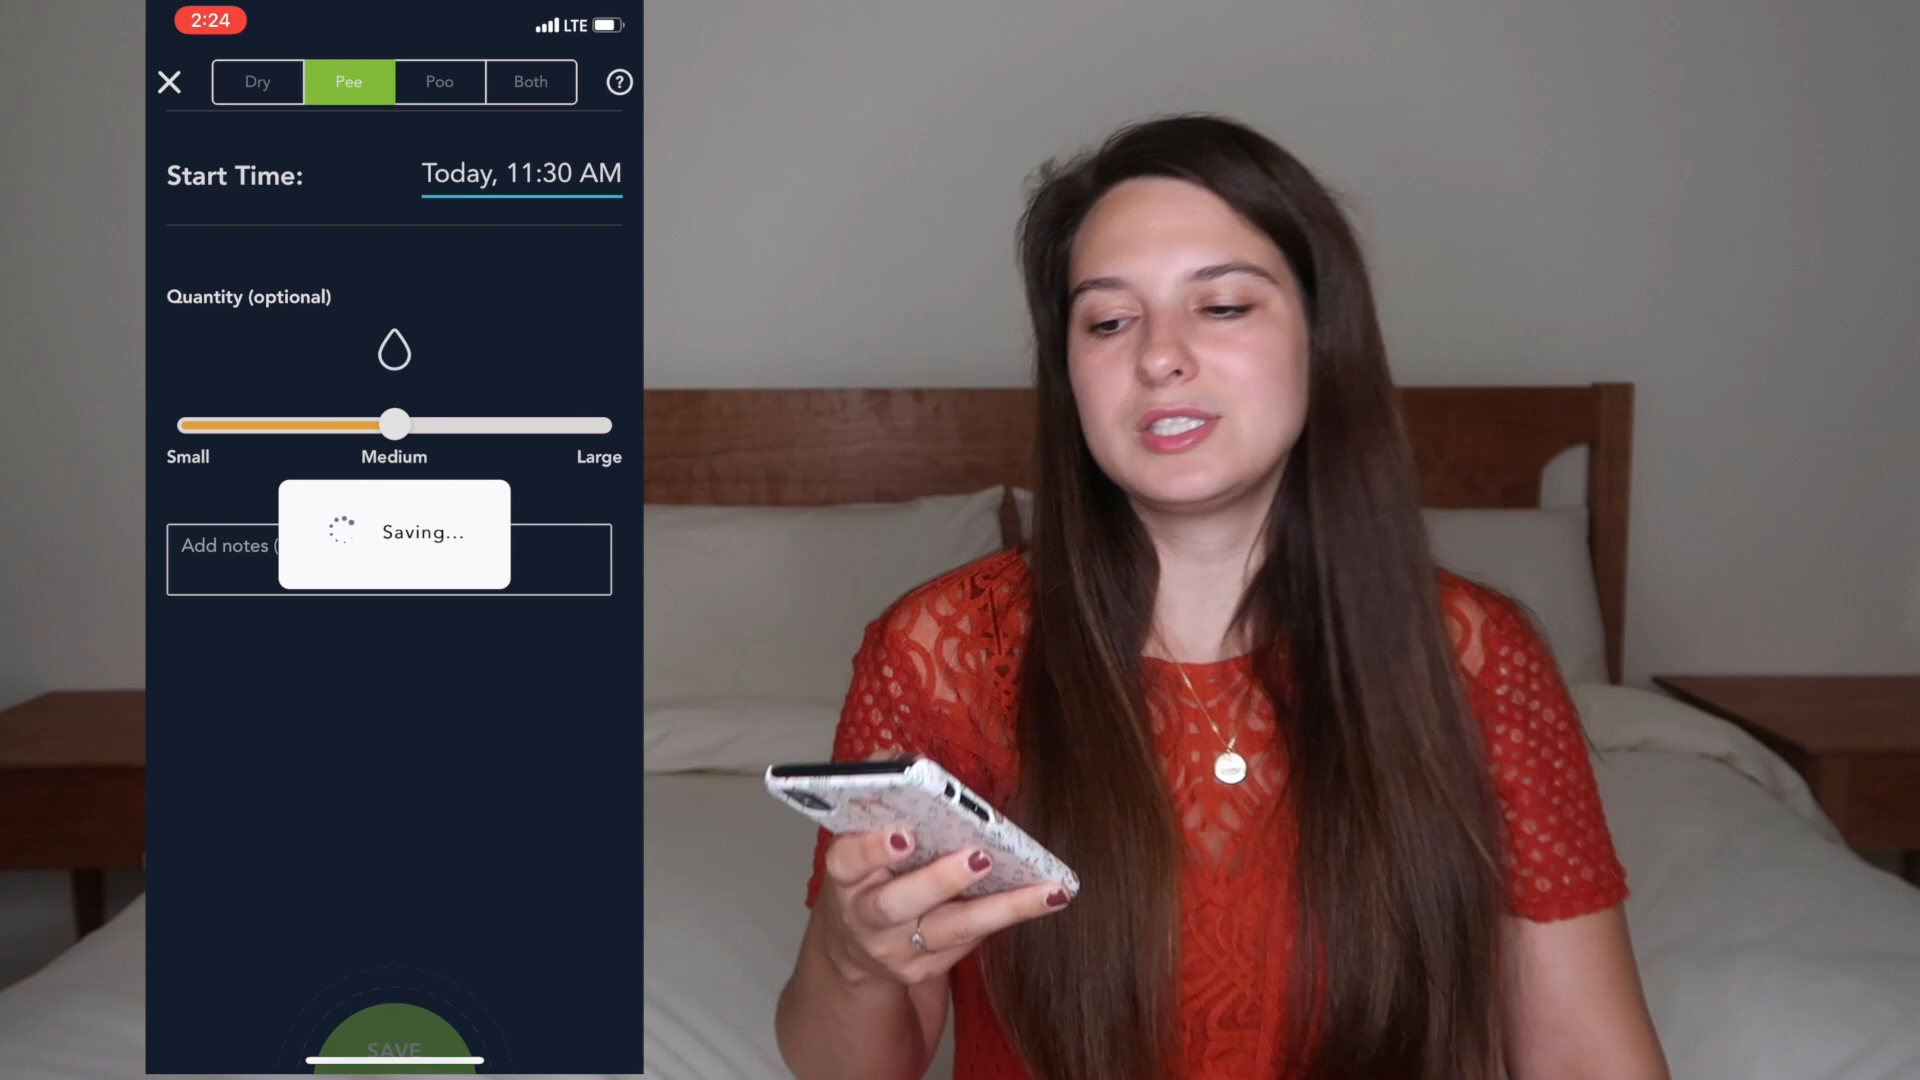 2:24
LTE
Dry Pee Poo Both ?
Start Time: Today, 11:30 AM
Quantity (optional)
Small Medium Large
Saving...
Add notes (
SAVE